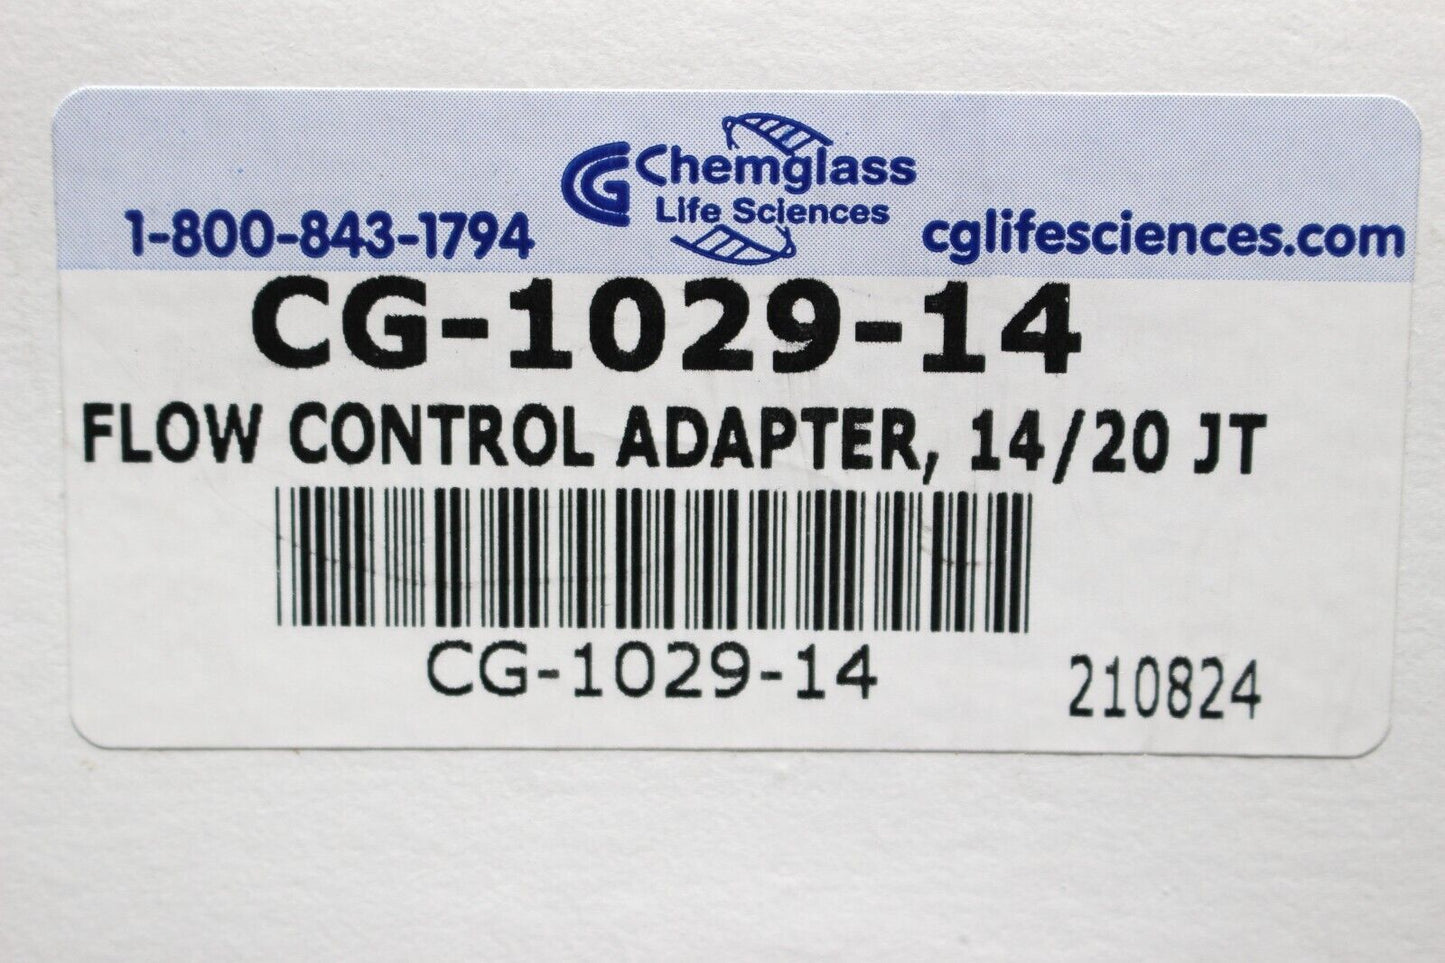 Chemglass
Life Sciences
1-800-843-1794
cglifesciences.com
CG-1029-14
FLOW CONTROL ADAPTER, 14/20 JT
CG-1029-14
210824